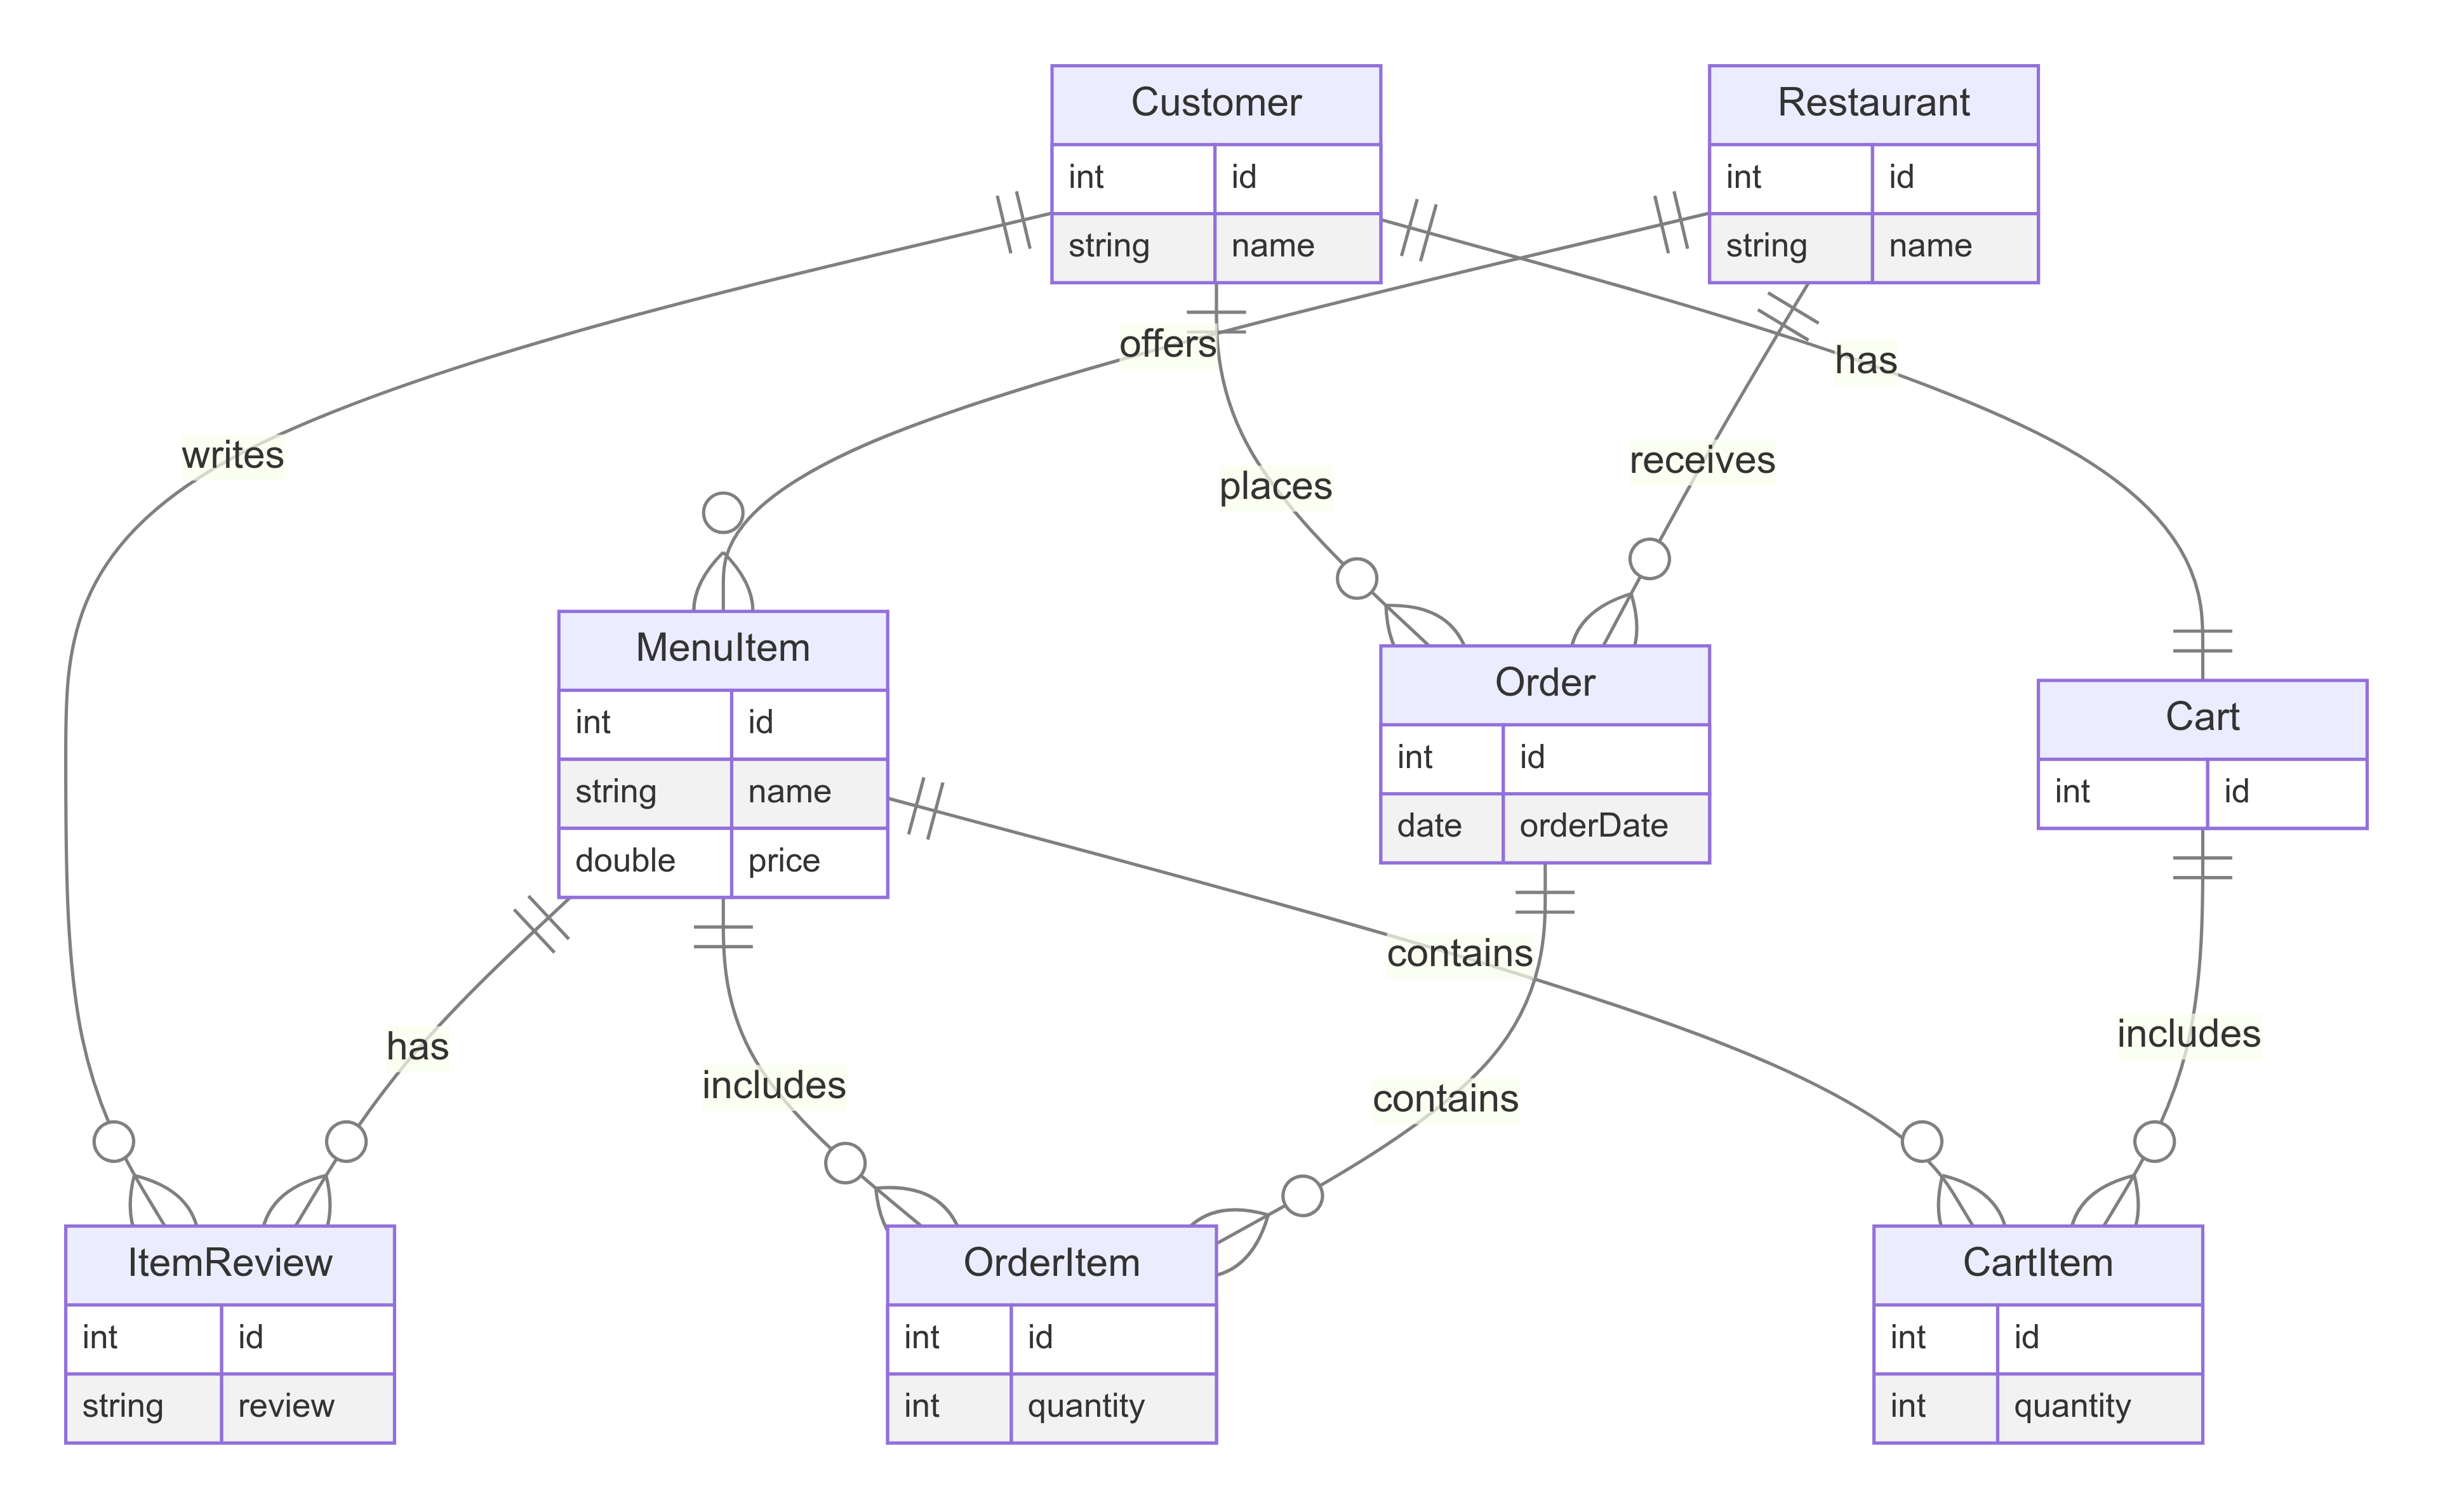 Customer
int id
string name
Restaurant
int id
string name
offers
has
writes
places
receives
MenuItem
int id
string name
double price
Order
int id
date orderDate
Cart
int id
contains
has
includes
contains
includes
ItemReview
int id
string review
OrderItem
int id
int quantity
CartItem
int id
int quantity